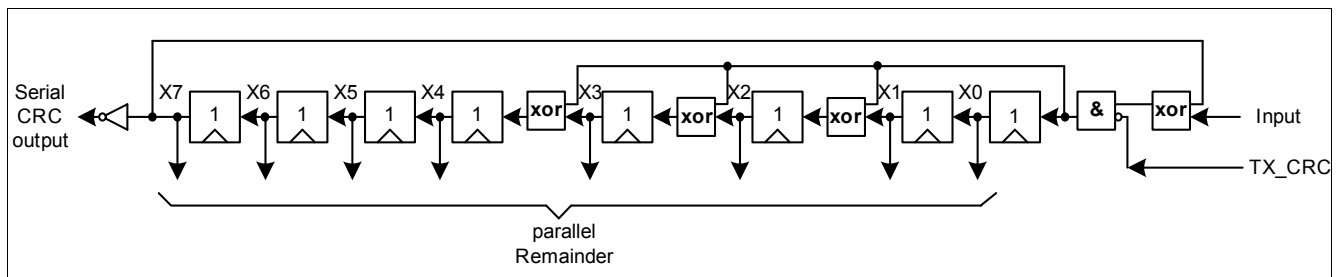 Serial
CRC
output
X7
1
X6
1
X5
1
X4
1
xor
X3
1
xor
X2
1
xor
X1
1
X0
1
&
xor
Input
TX_CRC
parallel
Remainder